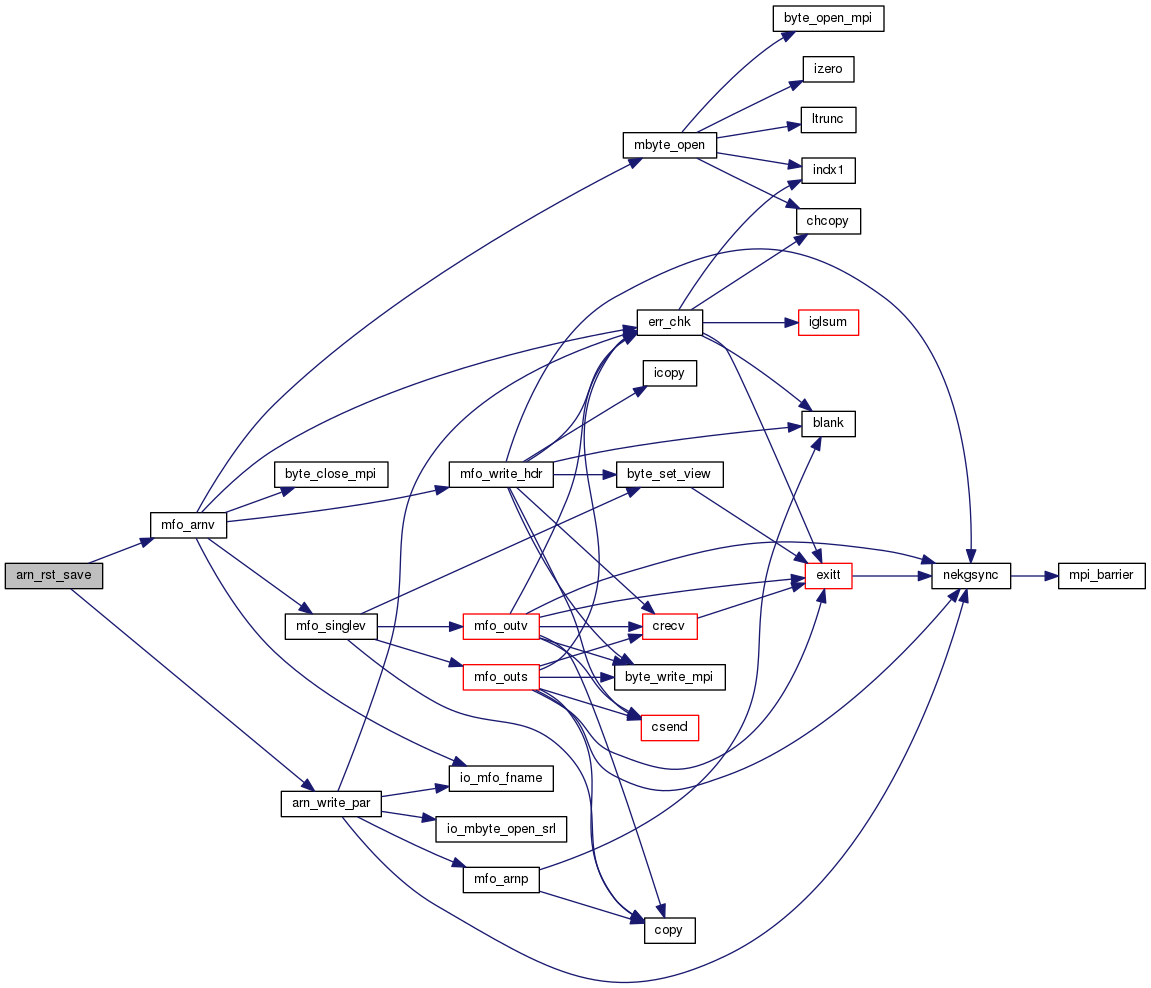 byte_open_mpi
izero
ltrunc
mbyte_open
indx1
chcopy
err_chk
iglsum
icopy
blank
mfo_write_hdr
byte_set_view
byte_close_mpi
mfo_arnv
arn_rst_save
exitt
nekgsync
mpi_barrier
mfo_singlev
mfo_outv
crecv
mfo_outs
byte_write_mpi
csend
io_mfo_fname
arn_write_par
io_mbyte_open_srl
mfo_arnp
copy